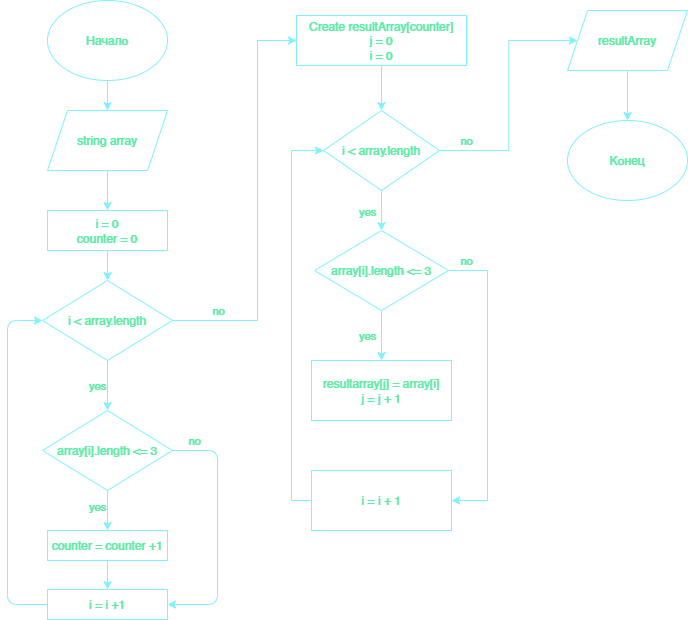 Начало
string array
i = 0
counter = 0
i < array.length
no
yes
array[i].length <= 3
no
yes
counter = counter +1
i = i +1
Create resultArray[counter]
j = 0
i = 0
i < array.length
no
yes
array[i].length <= 3
no
yes
resultarray[j] = array[i]
j = j + 1
i = i + 1
resultArray
Конец